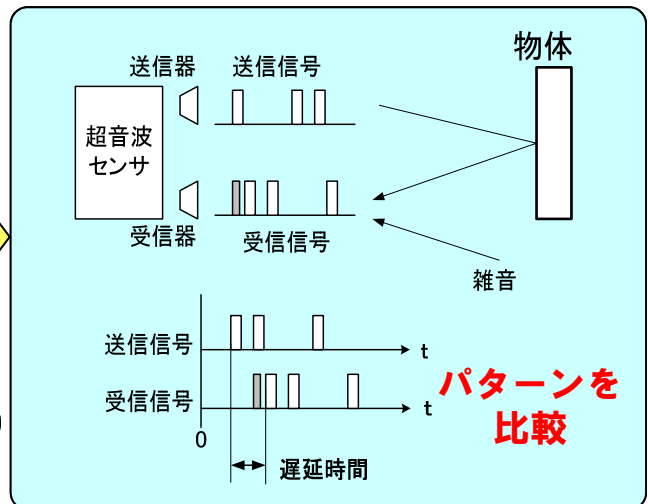 物体
送信器
送信信号
超音波
センサ
受信器
受信信号
雑音
送信信号
t
受信信号
t
0
遅延時間
パターンを
比較
)